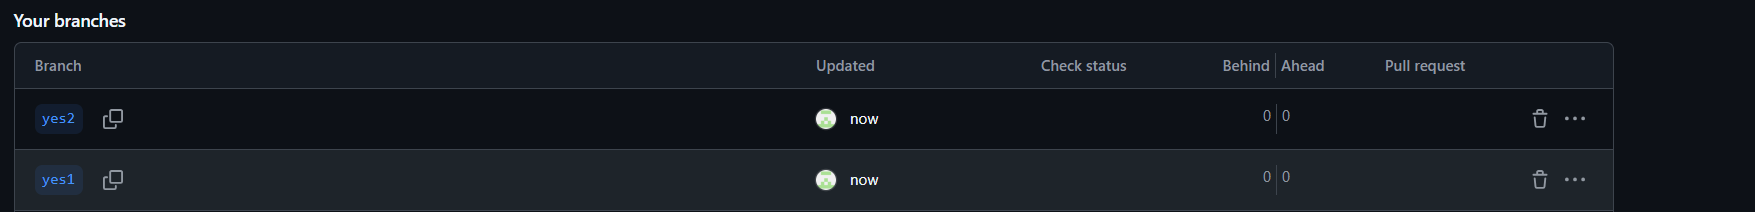 Your branches
Branch Updated Check status Behind Ahead Pull request
yes2 now 0 0
yes1 now 0 0